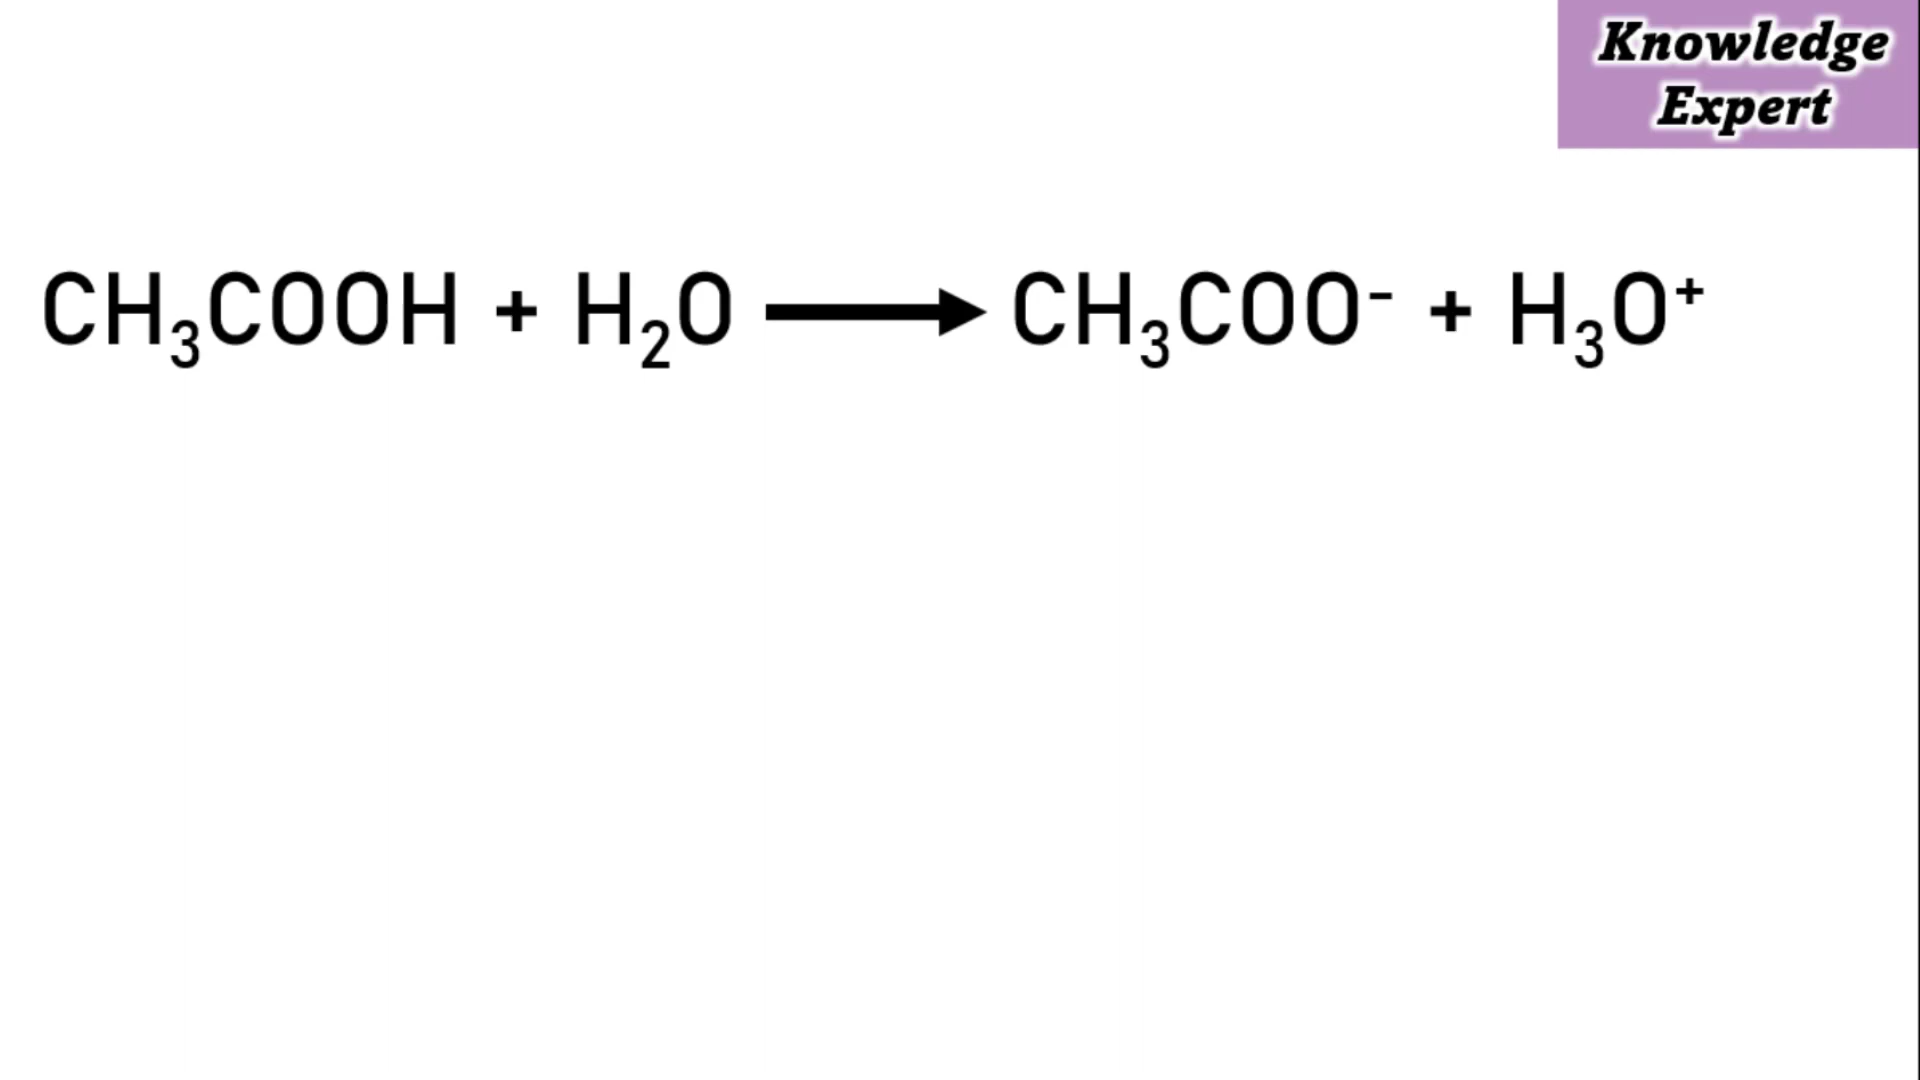 Knowledge
Expert
CH₃COOH + H₂O ⟶ CH₃COO⁻ + H₃O⁺